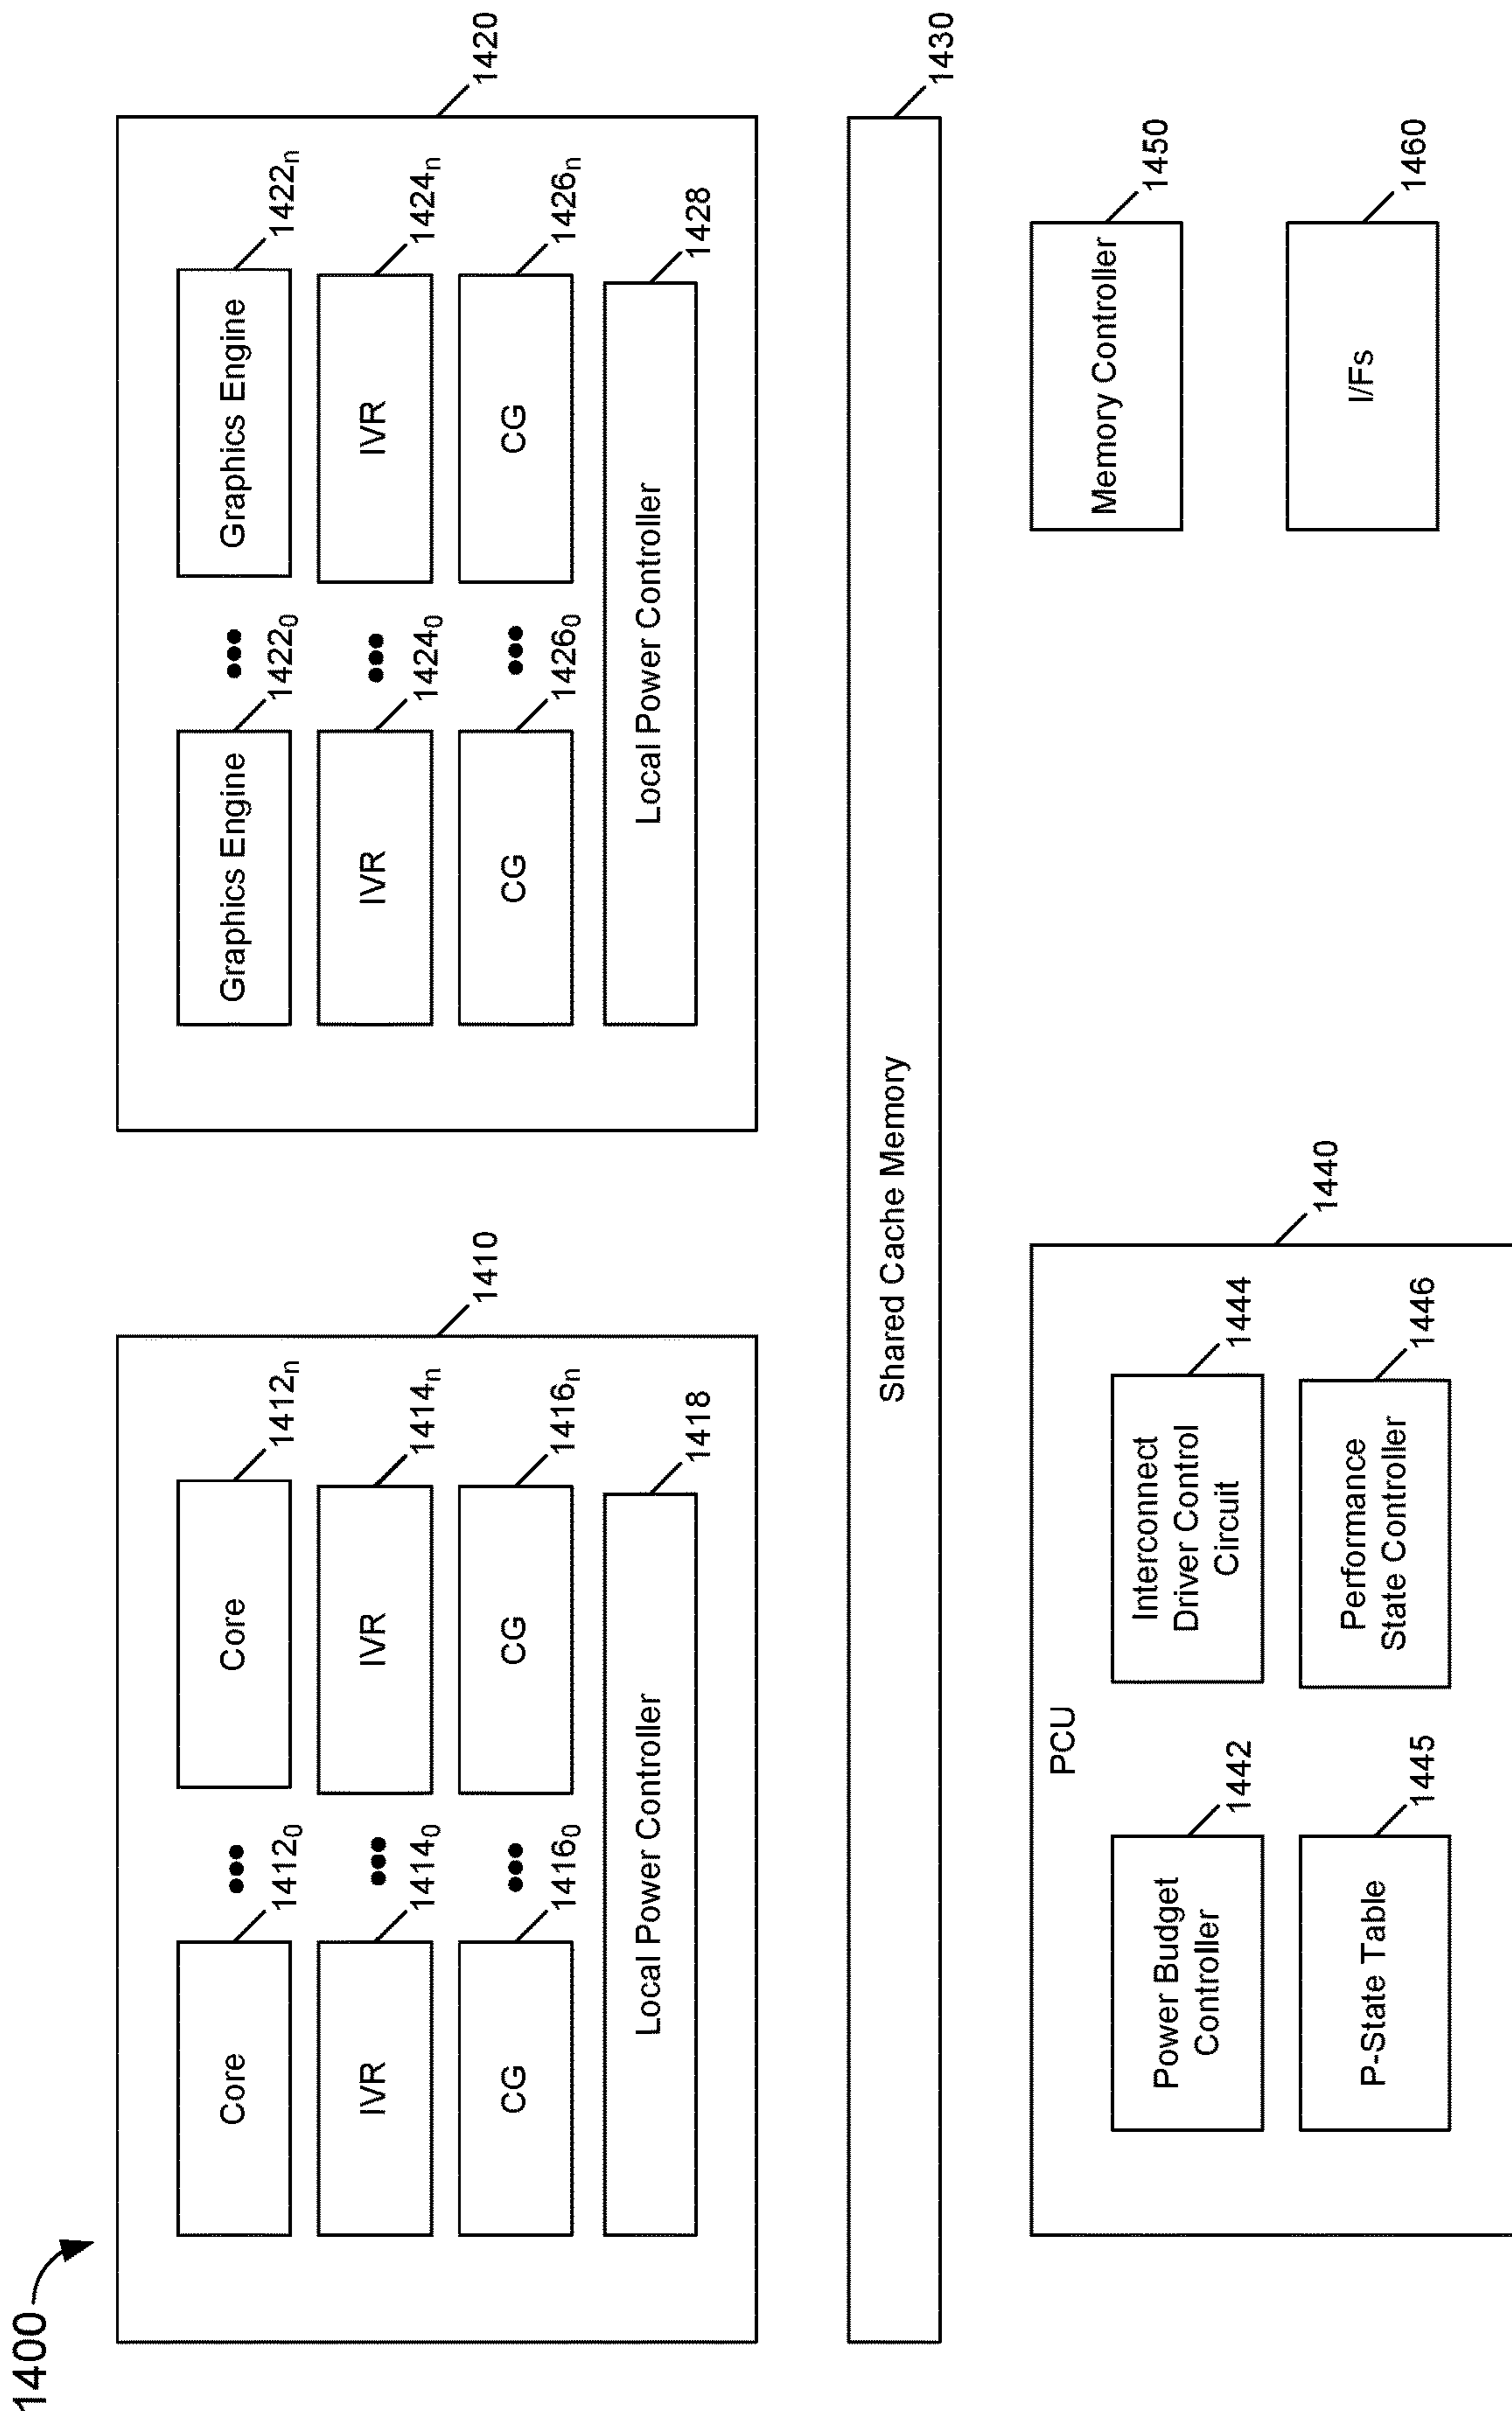 1400
1410
Core
1412₀
Core
1412ₙ
IVR
1414₀
IVR
1414ₙ
CG
1416₀
CG
1416ₙ
Local Power Controller
1418
1420
Graphics Engine
1422₀
Graphics Engine
1422ₙ
IVR
1424₀
IVR
1424ₙ
CG
1426₀
CG
1426ₙ
Local Power Controller
1428
Shared Cache Memory
1430
PCU
1440
Power Budget
Controller
1442
Interconnect
Driver Control
Circuit
1444
P-State Table
1445
Performance
State Controller
1446
Memory Controller
1450
I/Fs
1460